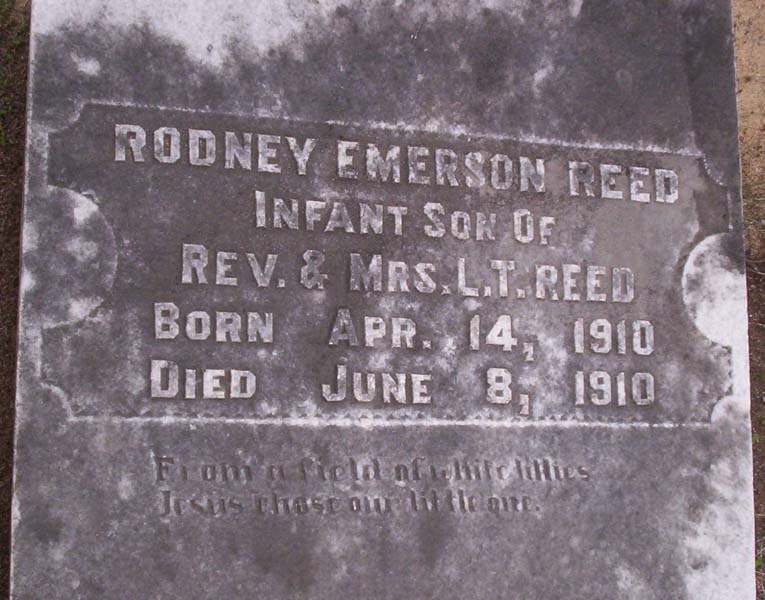 RODNEY EMERSON REED
INFANT SON OF
REV. & MRS. L. T. REED
BORN APR. 14, 1910
DIED JUNE 8, 1910
From a field of white lillies
Jesus chose our little one.